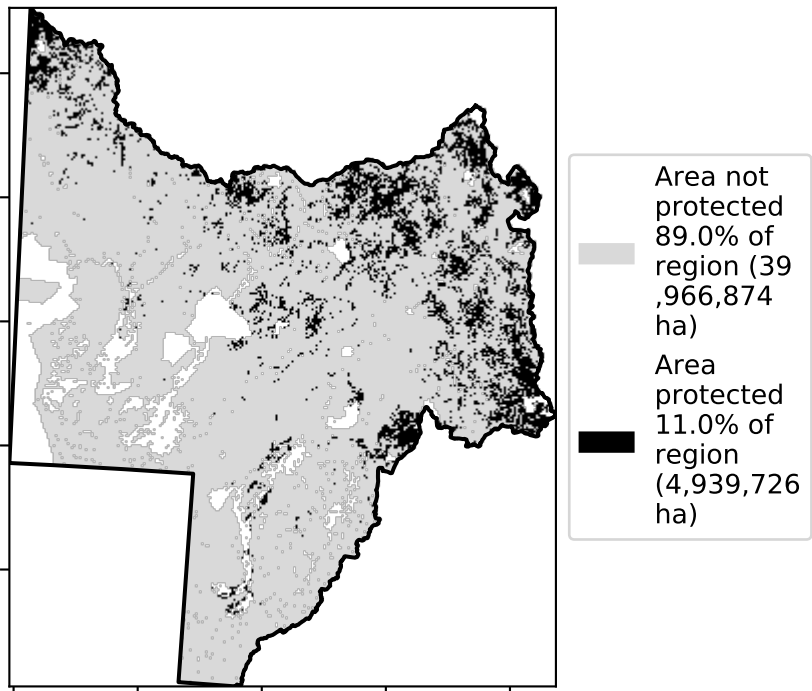 Area not
protected
89.0% of
region (39
,966,874
ha)
Area
protected
11.0% of
region
(4,939,726
ha)